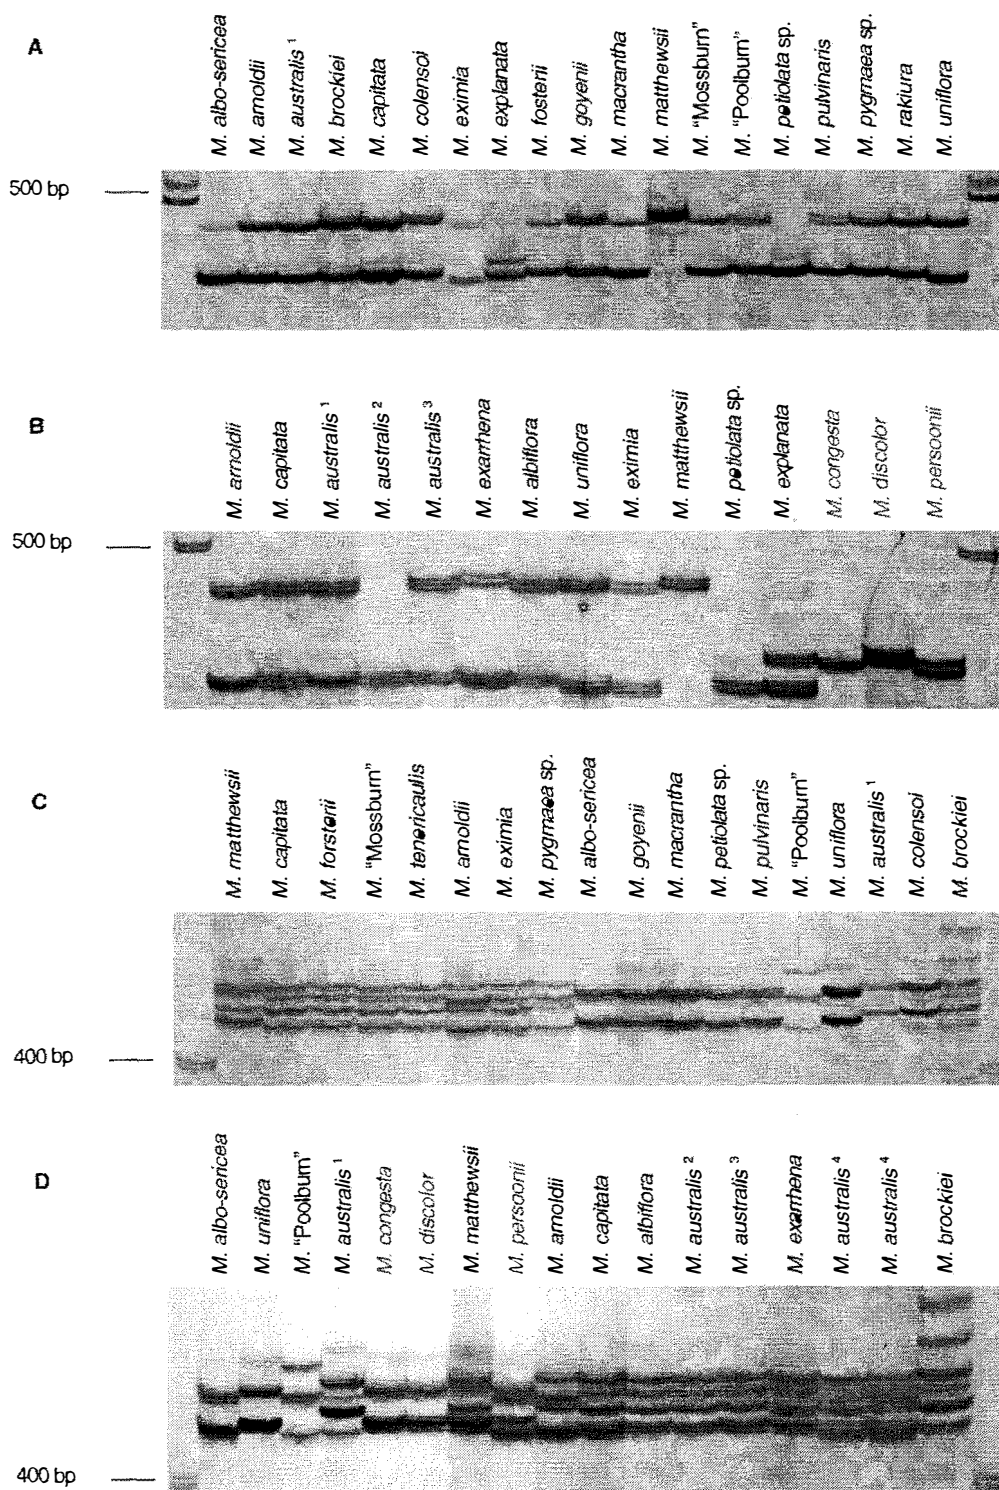 A
M. albo-sericea
M. arnoldii
M. australis ¹
M. brockiei
M. capitata
M. colensoi
M. eximia
M. explanata
M. fosterii
M. goyenii
M. macrantha
M. matthewsii
M. "Mossburn"
M. "Poolburn"
M. petiolata sp.
M. pulvinaris
M. pygmaea sp.
M. rakiura
M. uniflora
500 bp
B
M. arnoldii
M. capitata
M. australis ¹
M. australis ²
M. australis ³
M. exarrhena
M. albiflora
M. uniflora
M. eximia
M. matthewsii
M. petiolata sp.
M. explanata
M. congesta
M. discolor
M. persoonii
500 bp
C
M. matthewsii
M. capitata
M. forsterii
M. "Mossburn"
M. tenericaulis
M. arnoldii
M. eximia
M. pygmaea sp.
M. albo-sericea
M. goyenii
M. macrantha
M. petiolata sp.
M. pulvinaris
M. "Poolburn"
M. uniflora
M. australis ¹
M. colensoi
M. brockiei
400 bp
D
M. albo-sericea
M. uniflora
M. "Poolburn"
M. australis ¹
M. congesta
M. discolor
M. matthewsii
M. persoonii
M. arnoldii
M. capitata
M. albiflora
M. australis ²
M. australis ³
M. exarrhena
M. australis ⁴
M. australis ⁴
M. brockiei
400 bp